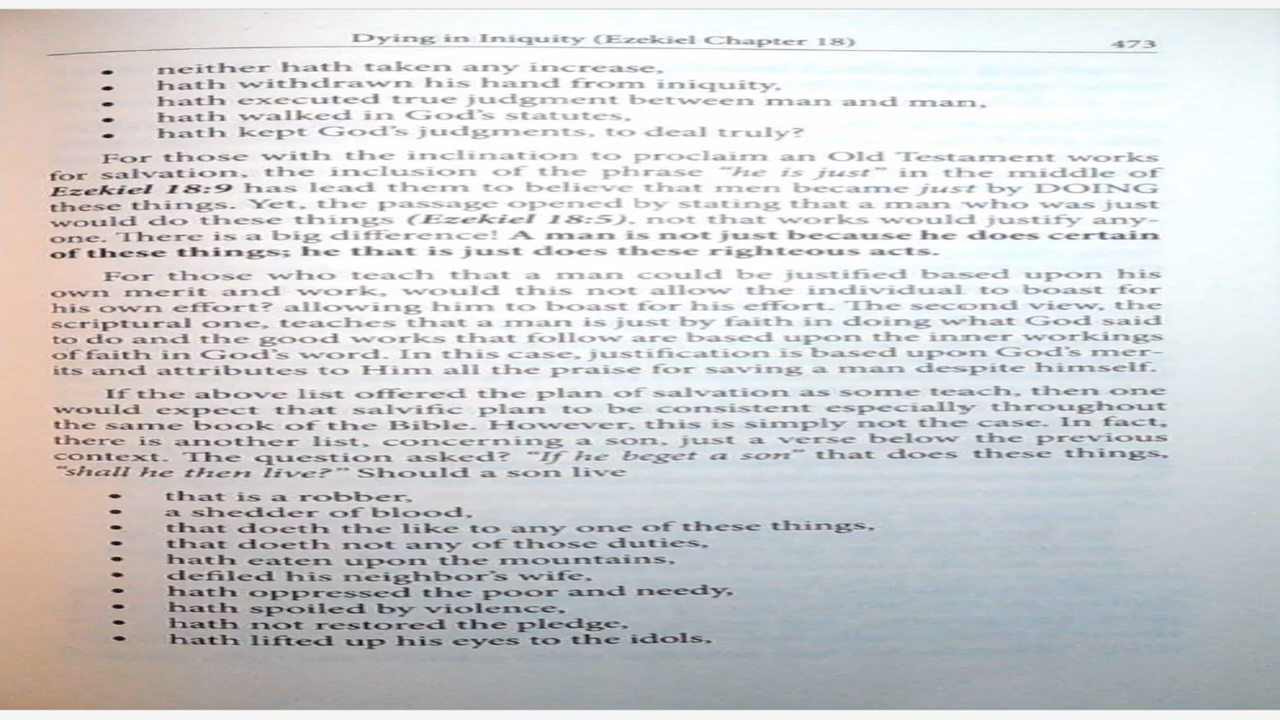 Dying in Iniquity (Ezekiel Chapter 18) 473
• neither hath taken any increase,
• hath withdrawn his hand from iniquity,
• hath executed true judgment between man and man,
• hath walked in God's statutes,
• hath kept God's judgments, to deal truly?
For those with the inclination to proclaim an Old Testament works
for salvation, the inclusion of the phrase "he is just" in the middle of
Ezekiel 18:9 has lead them to believe that men became just by DOING
these things. Yet, the passage opened by stating that a man who was just
would do these things (Ezekiel 18:5), not that works would justify any-
one. There is a big difference! A man is not just because he does certain
of these things; he that is just does these righteous acts.
For those who teach that a man could be justified based upon his
own merit and work, would this not allow the individual to boast for
his own effort? allowing him to boast for his effort. The second view, the
scriptural one, teaches that a man is just by faith in doing what God said
to do and the good works that follow are based upon the inner workings
of faith in God's word. In this case, justification is based upon God's mer-
its and attributes to Him all the praise for saving a man despite himself.
If the above list offered the plan of salvation as some teach, then one
would expect that salvific plan to be consistent especially throughout
the same book of the Bible. However, this is simply not the case. In fact,
there is another list, concerning a son, just a verse below the previous
context. The question asked? "If he beget a son" that does these things,
"shall he then live?" Should a son live
• that is a robber,
• a shedder of blood,
• that doeth the like to any one of these things,
• that doeth not any of those duties,
• hath eaten upon the mountains,
• defiled his neighbor's wife,
• hath oppressed the poor and needy,
• hath spoiled by violence,
• hath not restored the pledge,
• hath lifted up his eyes to the idols,